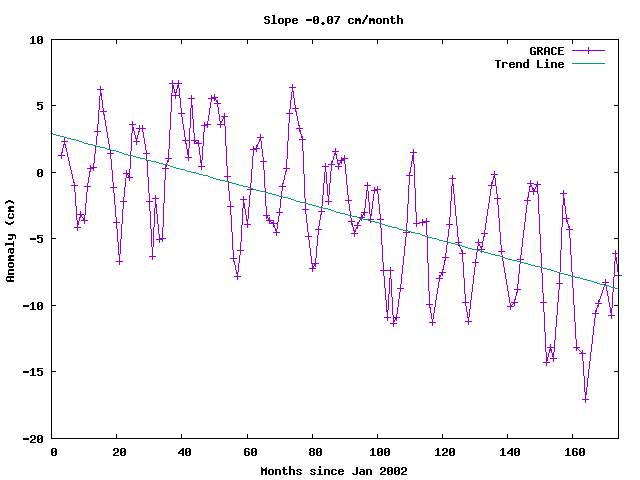 Slope -0.07 cm/month
GRACE
Trend Line
10
5
0
-5
-10
-15
-20
Anomaly (cm)
0 20 40 60 80 100 120 140 160
Months since Jan 2002